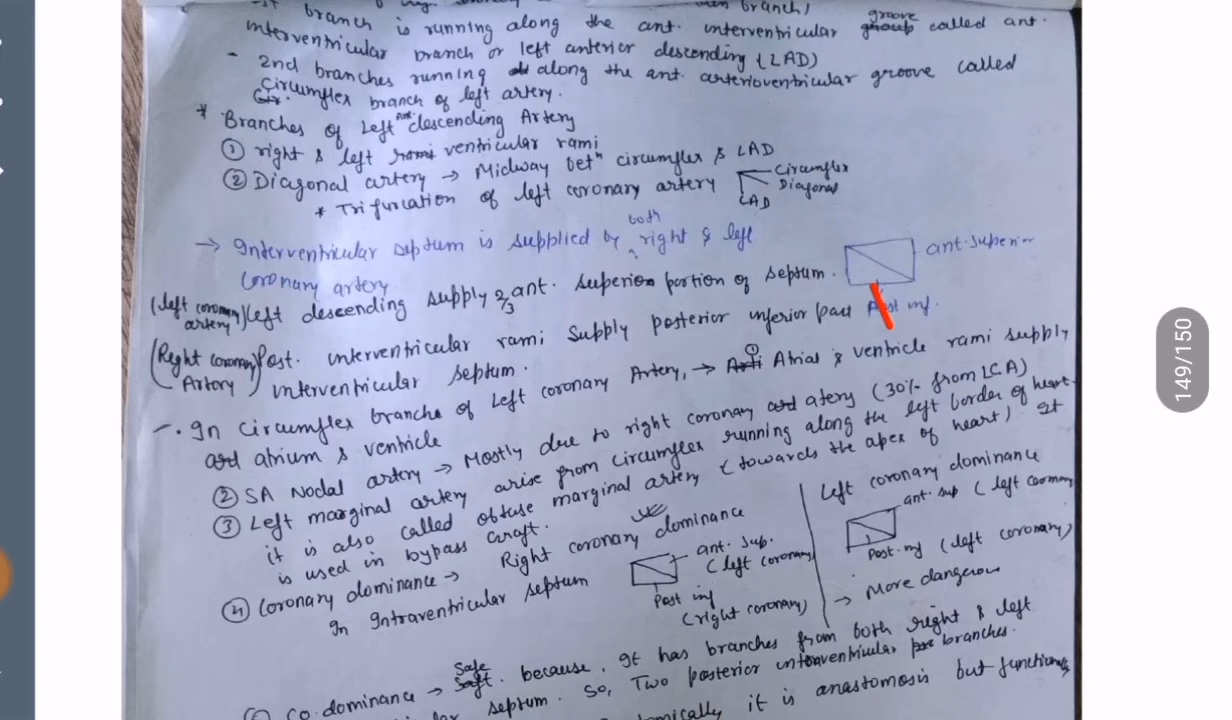 branch is running along the ant. interventricular groove called ant.
interventricular branch or left anterior descending (LAD)
- 2nd branches running along the ant. arterioventricular groove called
Circumflex branch of left artery.
* Branches of Left Ant. descending Artery
① right & left ventricular rami
② Diagonal artery → Midway betⁿ circumflex & LAD
* Trifurcation of left coronary artery
Circumflex
Diagonal
LAD
→ Interventricular septum is supplied by both right & left
coronary artery
ant. superior
(left coronary artery) left descending supply 2/3 ant. superior portion of septum.
(Right coronary Artery) Post. interventricular rami supply posterior inferior part
inf.
interventricular septum.
-. In circumflex branche of Left coronary Artery, → ① Atrial & ventricle rami supply
atrium & ventricle
② SA Nodal artery → Mostly due to right coronary atery (30% from LCA)
③ Left marginal artery arise from circumflex running along the left border of heart.
it is also called obtuse marginal artery (towards the apex of heart). It
is used in bypass graft.
④ Coronary dominance → Right coronary dominance
In Intraventricular septum
ant. sup.
(left coronary)
Post inf
(right coronary)
Left coronary dominance
ant. sup (left coronary
Post. inf (left coronary)
→ More dangerous
Co dominance → Safe because, It has branches from both right & left
septum. So, Two posterior interventricular branches.
it is anastomosis but functionally
149/150